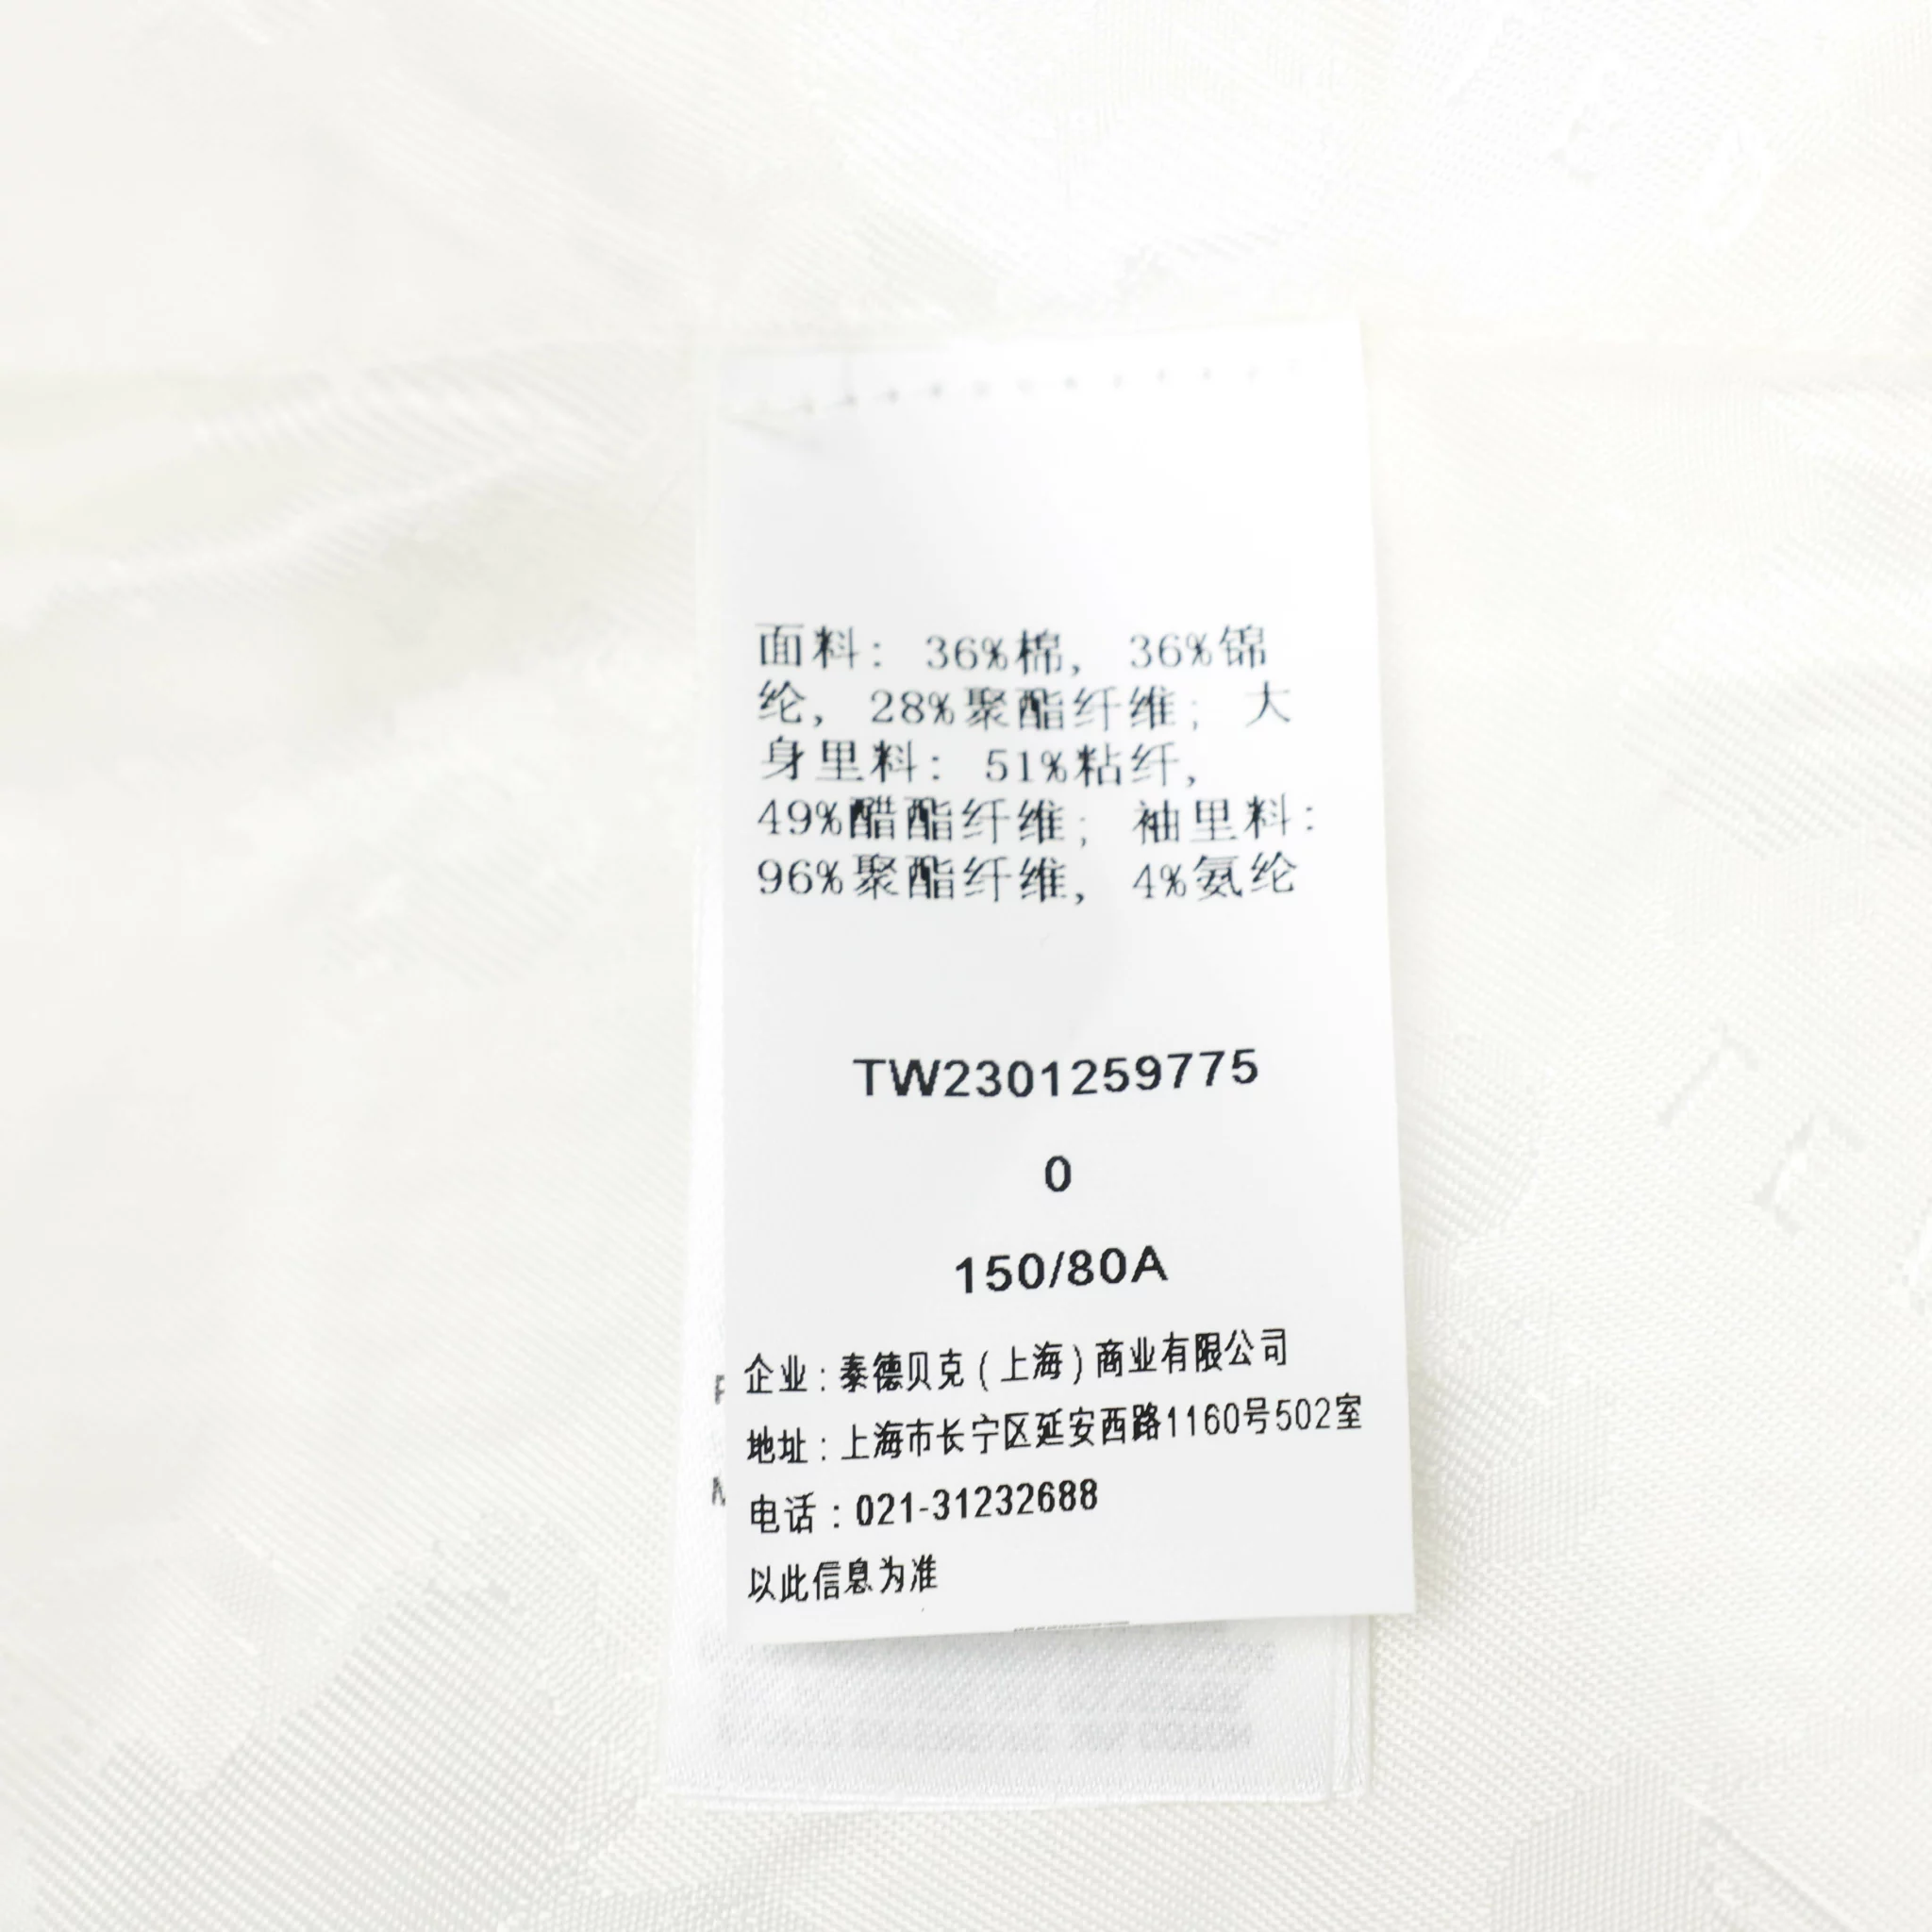 面料: 36%棉, 36%锦
纶, 28%聚酯纤维; 大
身里料: 51%粘纤,
49%醋酯纤维; 袖里料:
96%聚酯纤维, 4%氨纶
TW2301259775
0
150/80A
企业:泰德贝克(上海)商业有限公司
地址:上海市长宁区延安西路1160号502室
电话:021-31232688
以此信息为准